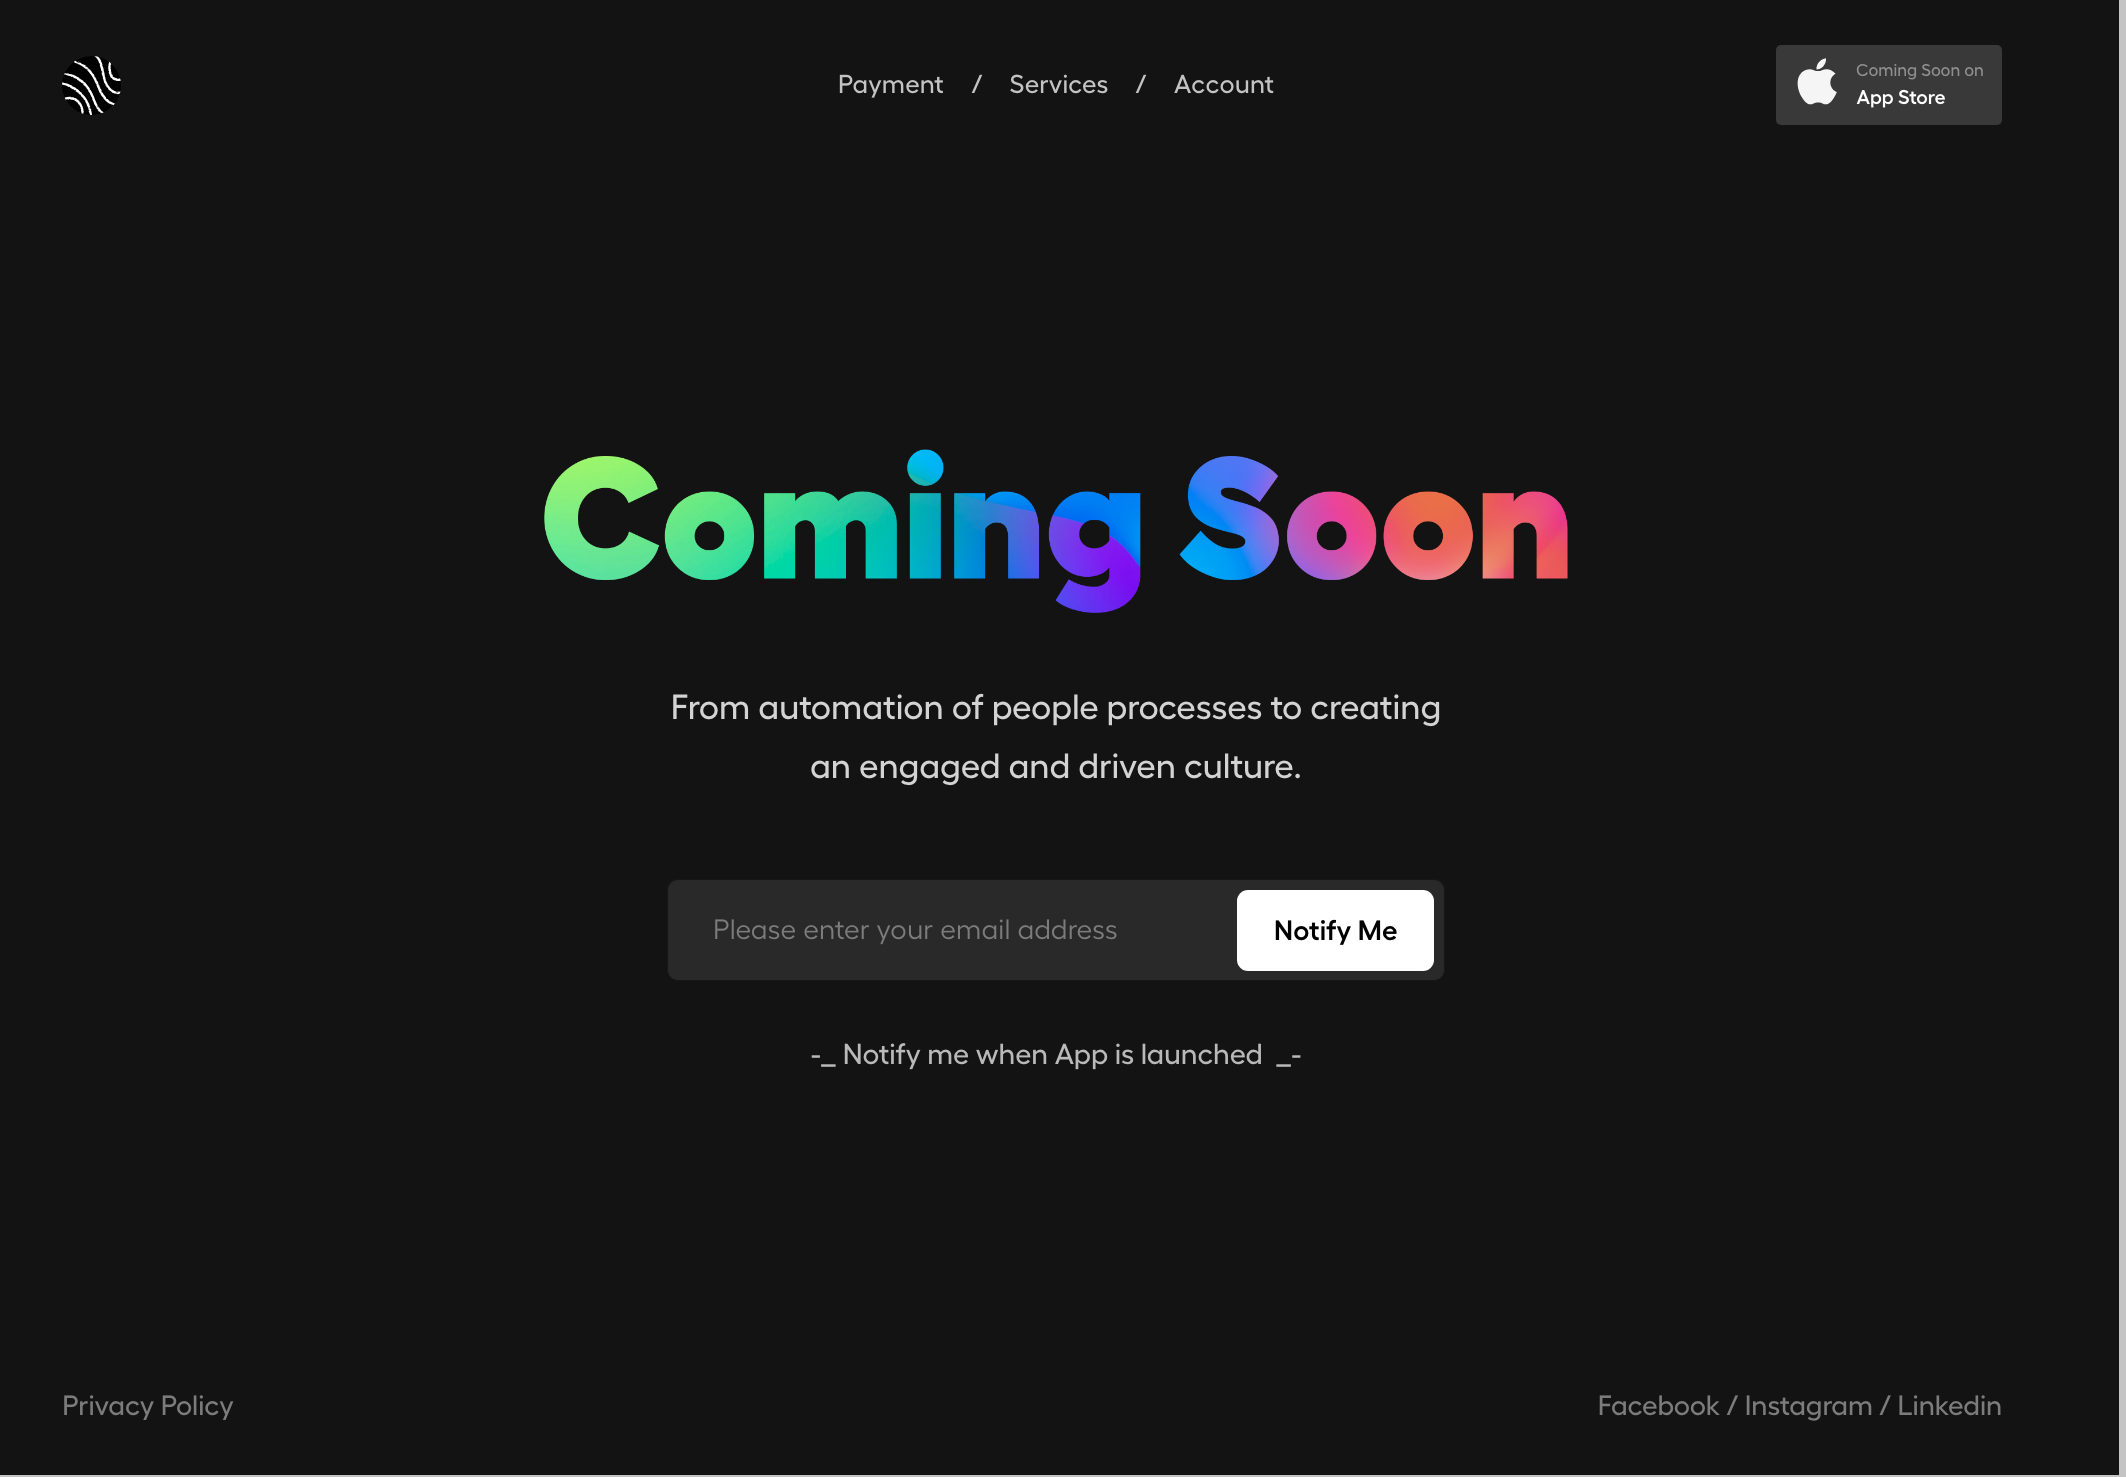 Payment / Services / Account
Coming Soon on
App Store
Coming Soon
From automation of people processes to creating
an engaged and driven culture.
Please enter your email address
Notify Me
-_ Notify me when App is launched _-
Privacy Policy
Facebook / Instagram / Linkedin